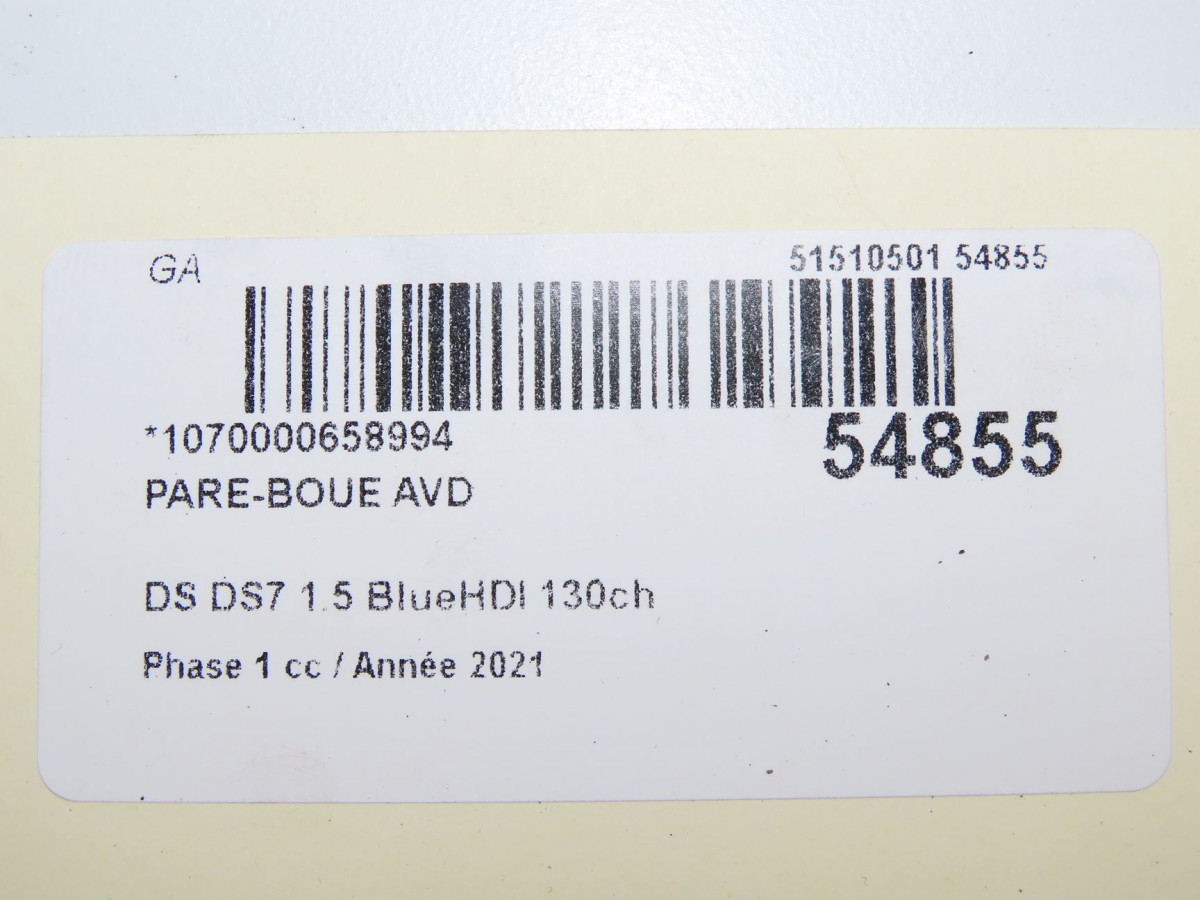 GA 51510501 54855
*1070000658994 54855
PARE-BOUE AVD
DS DS7 1.5 BlueHDI 130ch
Phase 1 cc / Année 2021